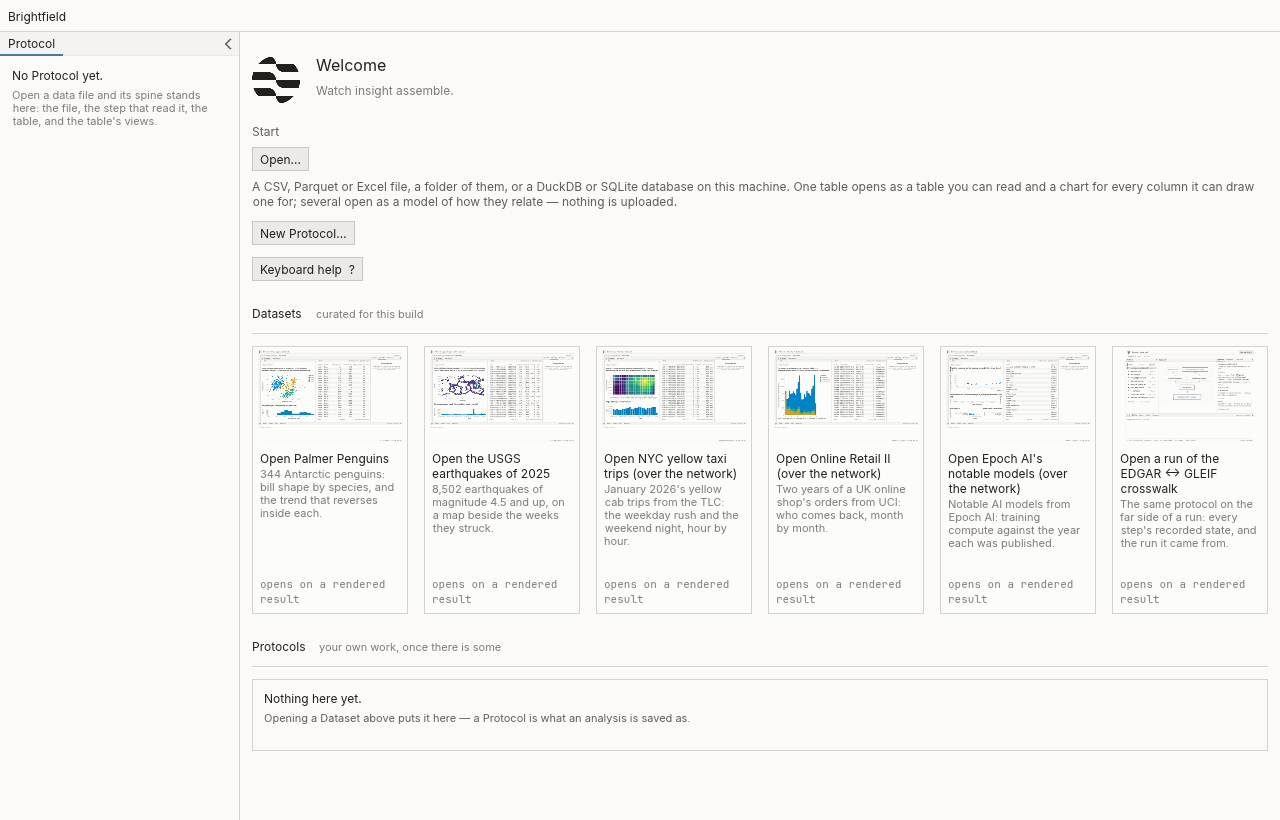 Brightfield
Protocol
No Protocol yet.
Open a data file and its spine stands
here: the file, the step that read it, the
table, and the table's views.
Welcome
Watch insight assemble.
Start
Open...
A CSV, Parquet or Excel file, a folder of them, or a DuckDB or SQLite database on this machine. One table opens as a table you can read and a chart for every column it can draw
one for; several open as a model of how they relate — nothing is uploaded.
New Protocol...
Keyboard help ?
Datasets curated for this build
Open Palmer Penguins
344 Antarctic penguins:
bill shape by species, and
the trend that reverses
inside each.
opens on a rendered
result
Open the USGS
earthquakes of 2025
8,502 earthquakes of
magnitude 4.5 and up, on
a map beside the weeks
they struck.
opens on a rendered
result
Open NYC yellow taxi
trips (over the network)
January 2026's yellow
cab trips from the TLC:
the weekday rush and the
weekend night, hour by
hour.
opens on a rendered
result
Open Online Retail II
(over the network)
Two years of a UK online
shop's orders from UCI:
who comes back, month
by month.
opens on a rendered
result
Open Epoch AI's
notable models (over
the network)
Notable AI models from
Epoch AI: training
compute against the year
each was published.
opens on a rendered
result
Open a run of the
EDGAR ↔ GLEIF
crosswalk
The same protocol on the
far side of a run: every
step's recorded state, and
the run it came from.
opens on a rendered
result
Protocols your own work, once there is some
Nothing here yet.
Opening a Dataset above puts it here — a Protocol is what an analysis is saved as.